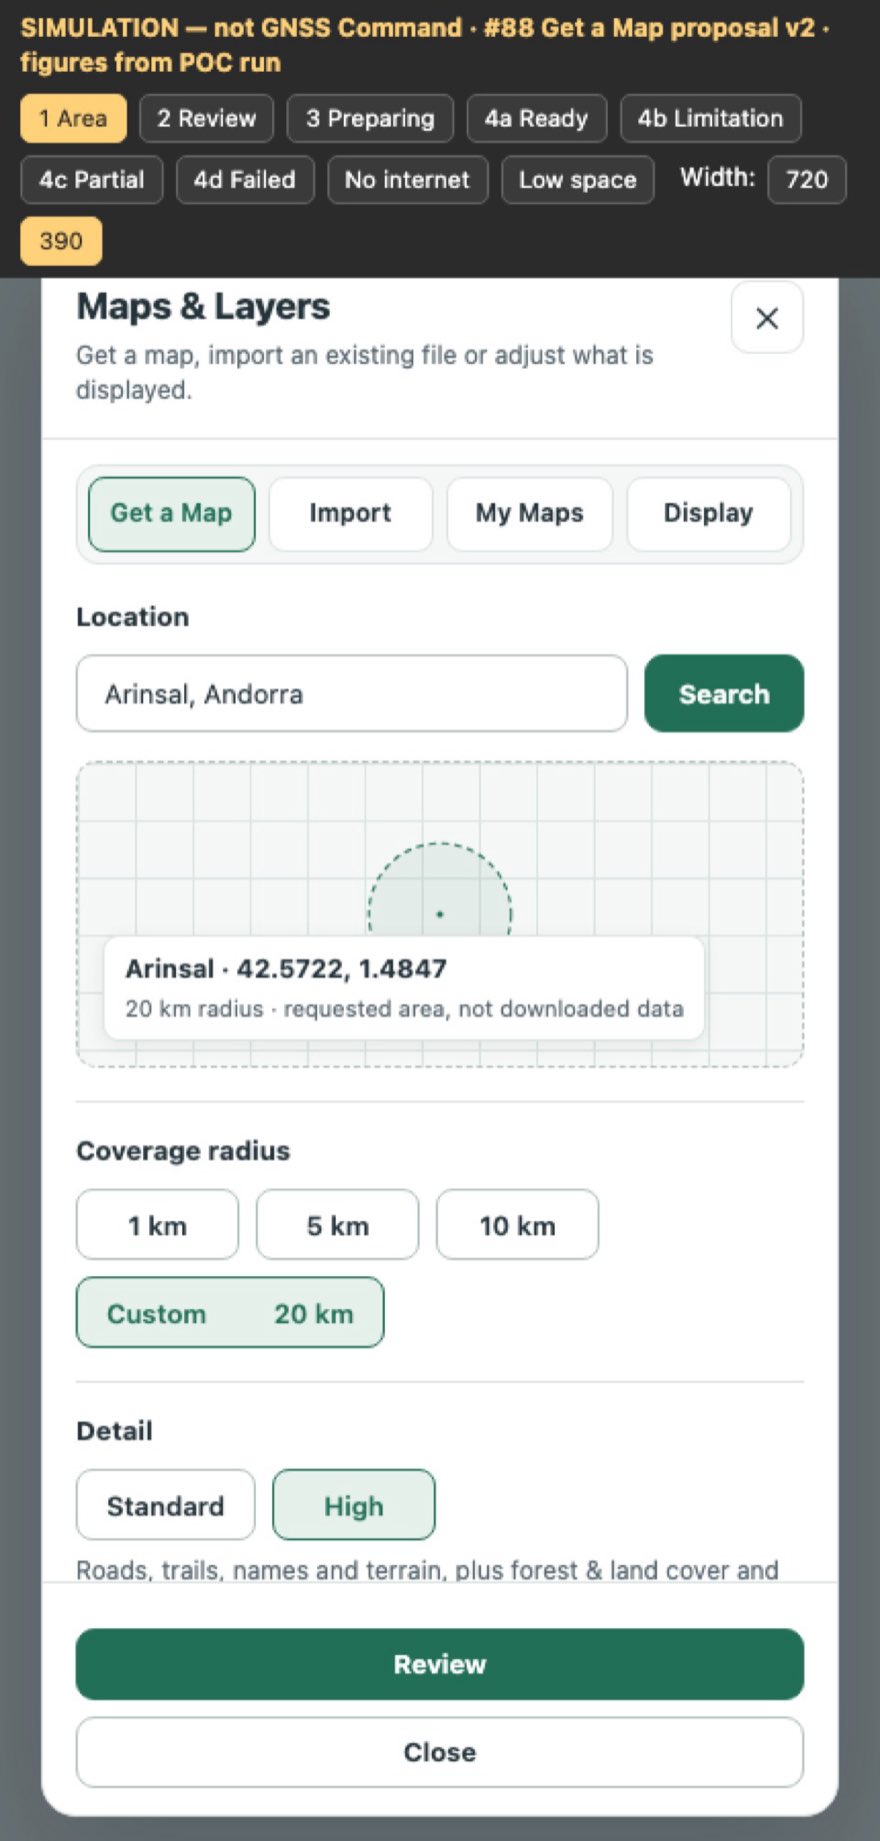 SIMULATION — not GNSS Command · #88 Get a Map proposal v2 ·
figures from POC run
1 Area 2 Review 3 Preparing 4a Ready 4b Limitation
4c Partial 4d Failed No internet Low space Width: 720
390
Maps & Layers
Get a map, import an existing file or adjust what is
displayed.
Get a Map Import My Maps Display
Location
Arinsal, Andorra Search
Arinsal · 42.5722, 1.4847
20 km radius · requested area, not downloaded data
Coverage radius
1 km 5 km 10 km
Custom 20 km
Detail
Standard High
Roads, trails, names and terrain, plus forest & land cover and
Review
Close